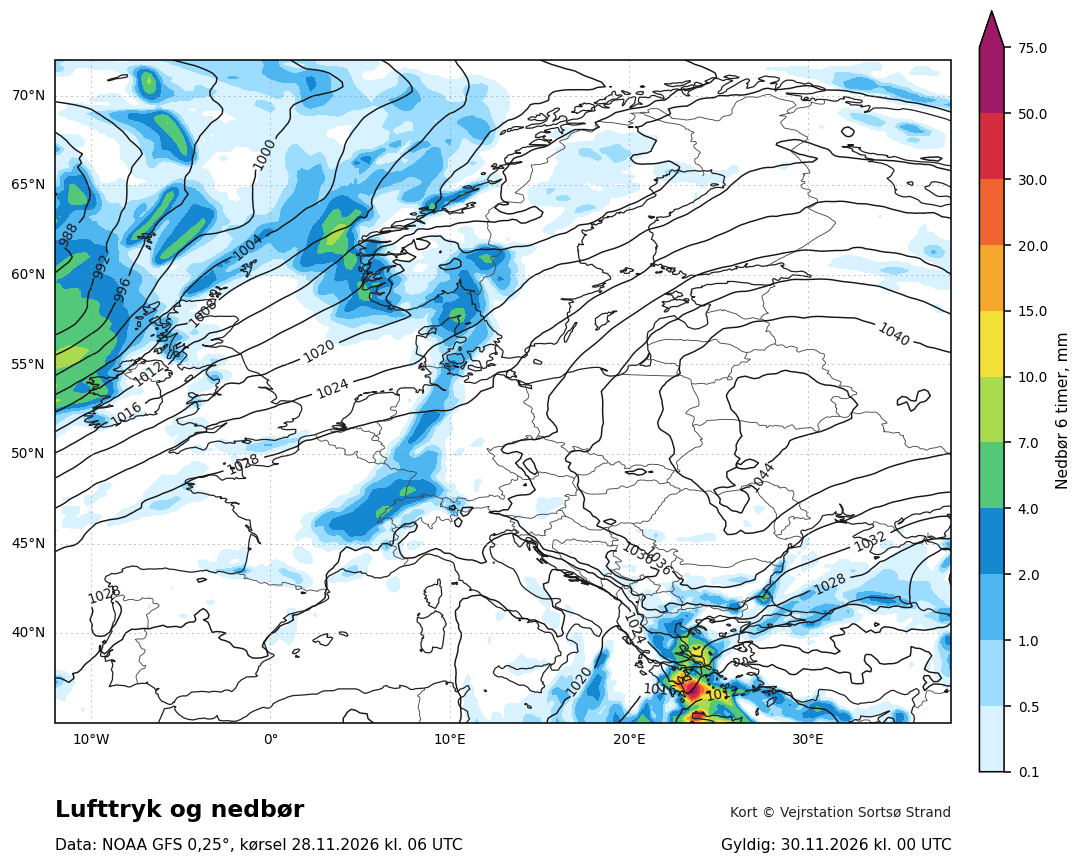 75.0
50.0
30.0
20.0
15.0
10.0
7.0
4.0
2.0
1.0
0.5
0.1
Nedbør 6 timer, mm
70°N
65°N
60°N
55°N
50°N
45°N
40°N
10°W
0°
10°E
20°E
30°E
1000
988
992
996
1004
1008
1012
1016
1020
1024
1028
1040
1044
1036
1036
1032
1028
1028
1024
1020
1016
1012
Lufttryk og nedbør
Kort © Vejrstation Sortsø Strand
Data: NOAA GFS 0,25°, kørsel 28.11.2026 kl. 06 UTC
Gyldig: 30.11.2026 kl. 00 UTC